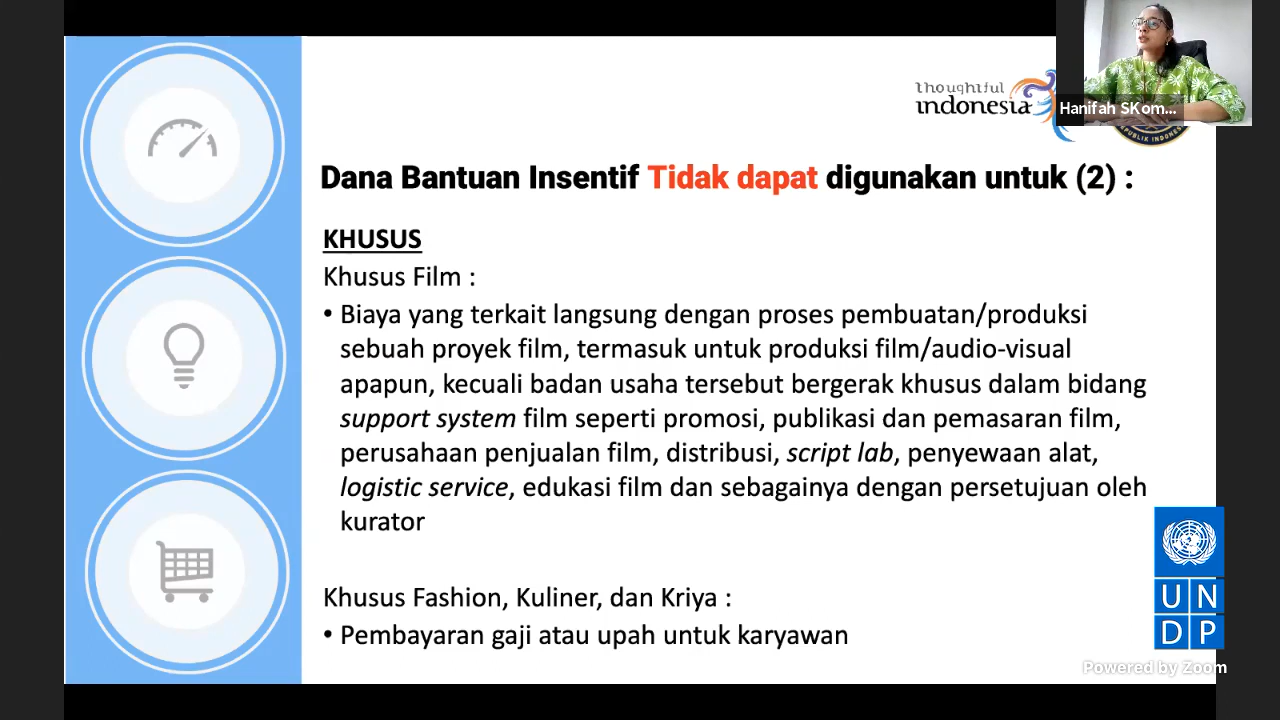 thoughtful
indonesia
Hanifah SKom...
Dana Bantuan Insentif Tidak dapat digunakan untuk (2) :
KHUSUS
Khusus Film :
• Biaya yang terkait langsung dengan proses pembuatan/produksi
sebuah proyek film, termasuk untuk produksi film/audio-visual
apapun, kecuali badan usaha tersebut bergerak khusus dalam bidang
support system film seperti promosi, publikasi dan pemasaran film,
perusahaan penjualan film, distribusi, script lab, penyewaan alat,
logistic service, edukasi film dan sebagainya dengan persetujuan oleh
kurator
Khusus Fashion, Kuliner, dan Kriya :
• Pembayaran gaji atau upah untuk karyawan
U N
D P
Powered by Zoom